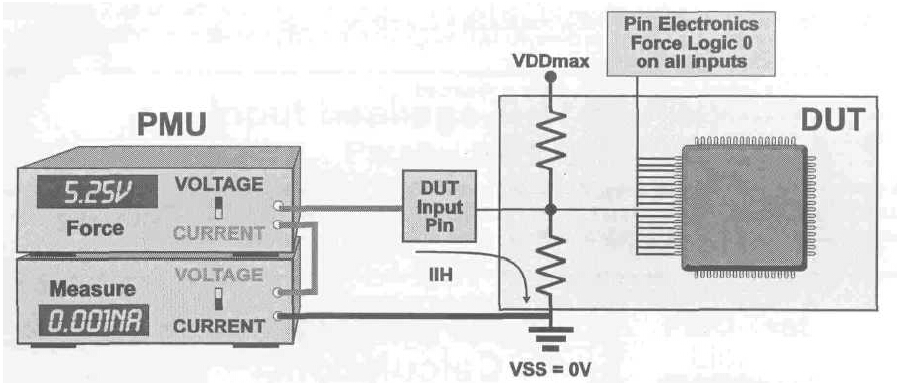 Pin Electronics
Force Logic 0
on all inputs
VDDmax
DUT
PMU
5.25V
VOLTAGE
Force
CURRENT
DUT
Input
Pin
VOLTAGE
Measure
0.001NA
CURRENT
IIH
VSS = 0V